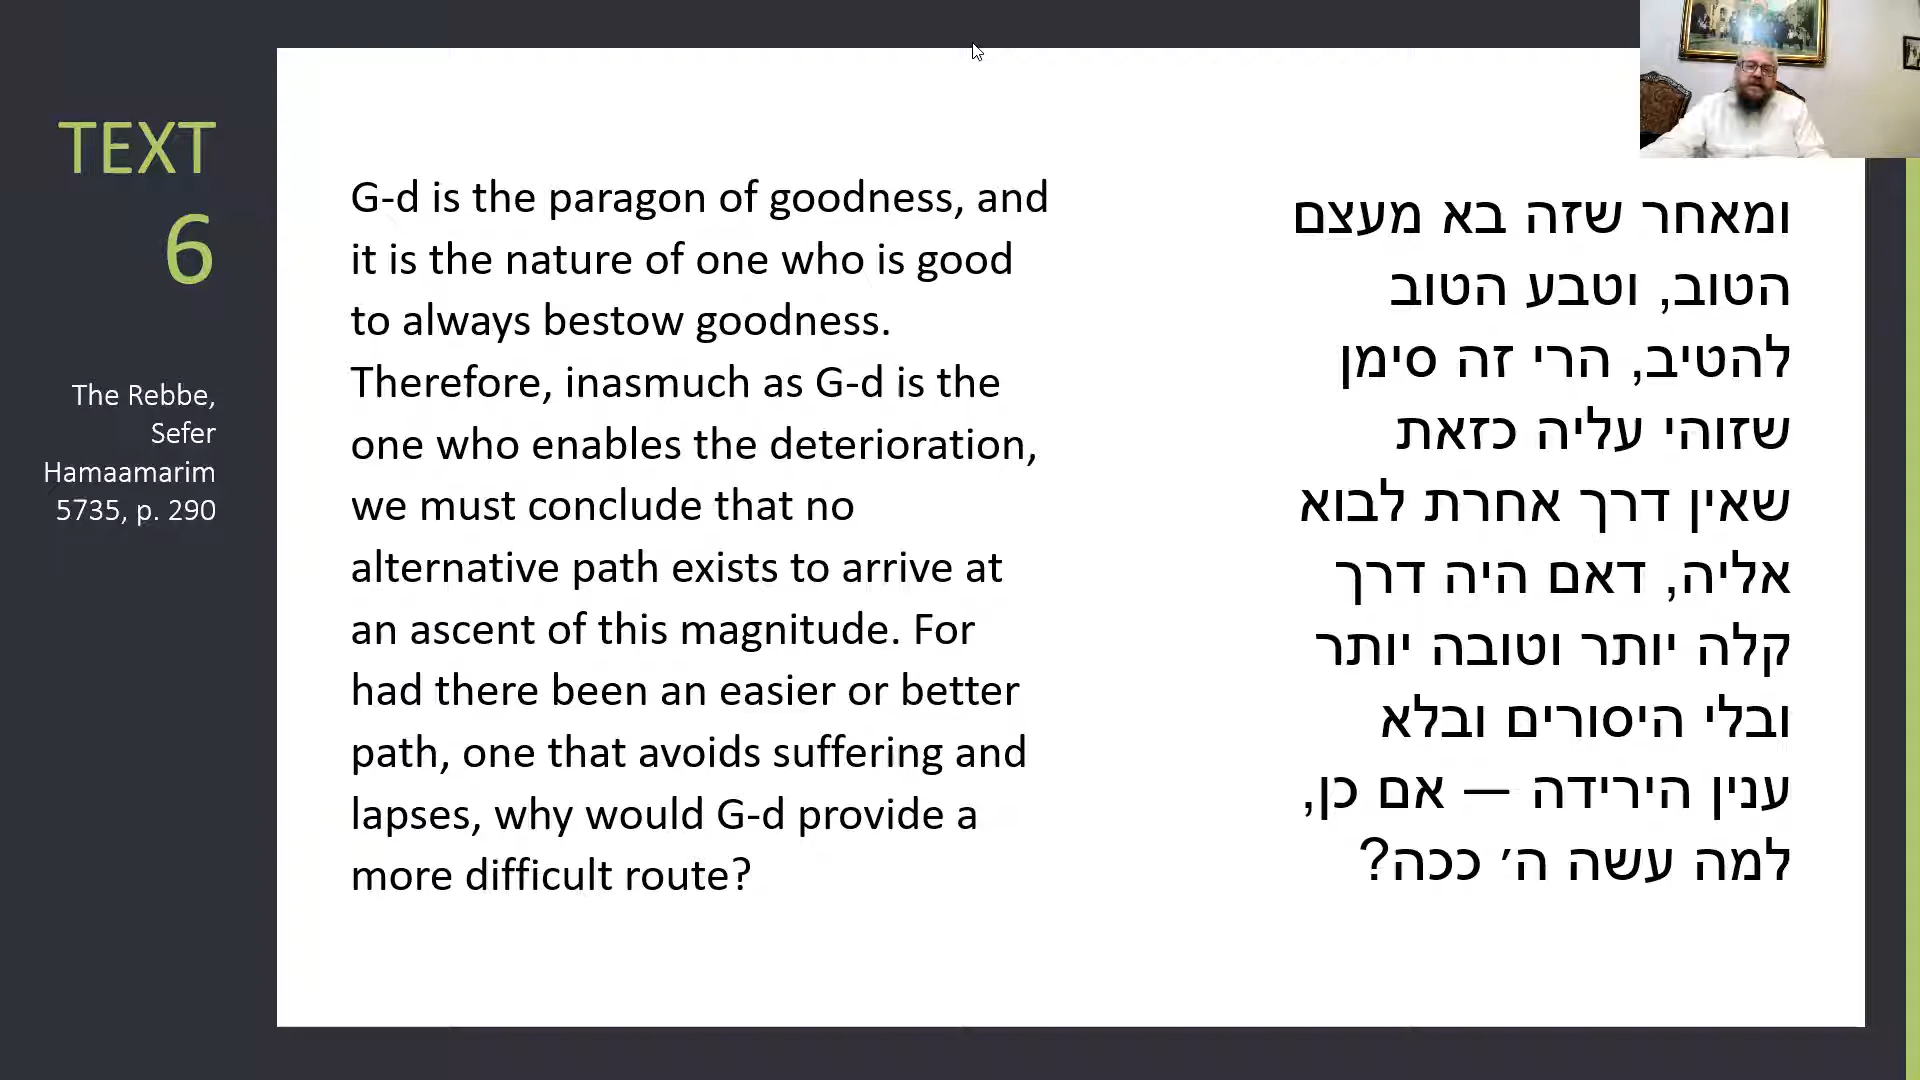 TEXT
6
The Rebbe,
Sefer
Hamaamarim
5735, p. 290
G-d is the paragon of goodness, and
it is the nature of one who is good
to always bestow goodness.
Therefore, inasmuch as G-d is the
one who enables the deterioration,
we must conclude that no
alternative path exists to arrive at
an ascent of this magnitude. For
had there been an easier or better
path, one that avoids suffering and
lapses, why would G-d provide a
more difficult route?
ומאחר שזה בא מעצם
הטוב, וטבע הטוב
להטיב, הרי זה סימן
שזוהי עליה כזאת
שאין דרך אחרת לבוא
אליה, דאם היה דרך
קלה יותר וטובה יותר
ובלי היסורים ובלא
ענין הירידה — אם כן,
למה עשה ה׳ ככה?